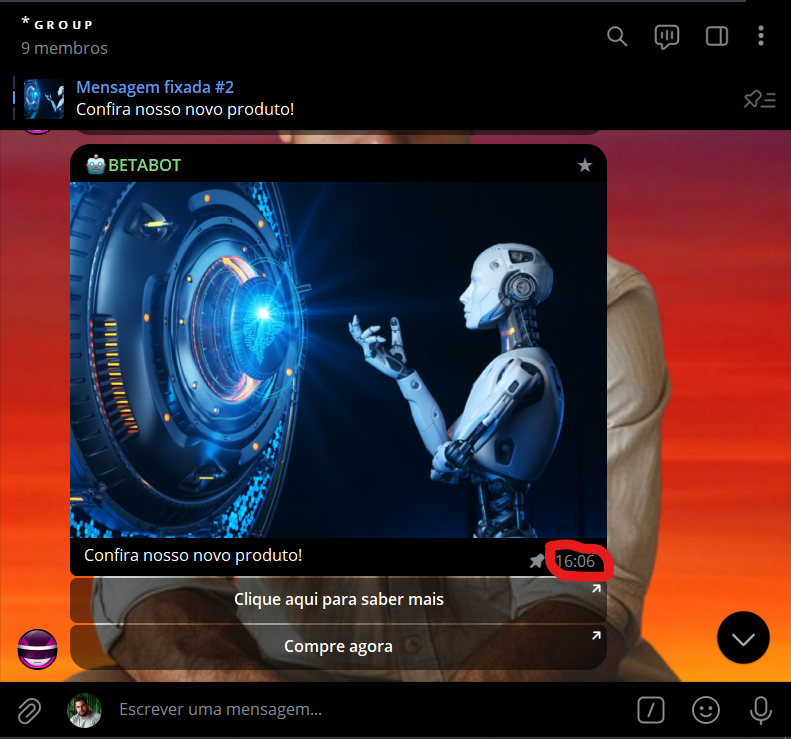 * GROUP
9 membros
Mensagem fixada #2
Confira nosso novo produto!
🤖BETABOT
Confira nosso novo produto!
16:06
Clique aqui para saber mais
Compre agora
Escrever uma mensagem...